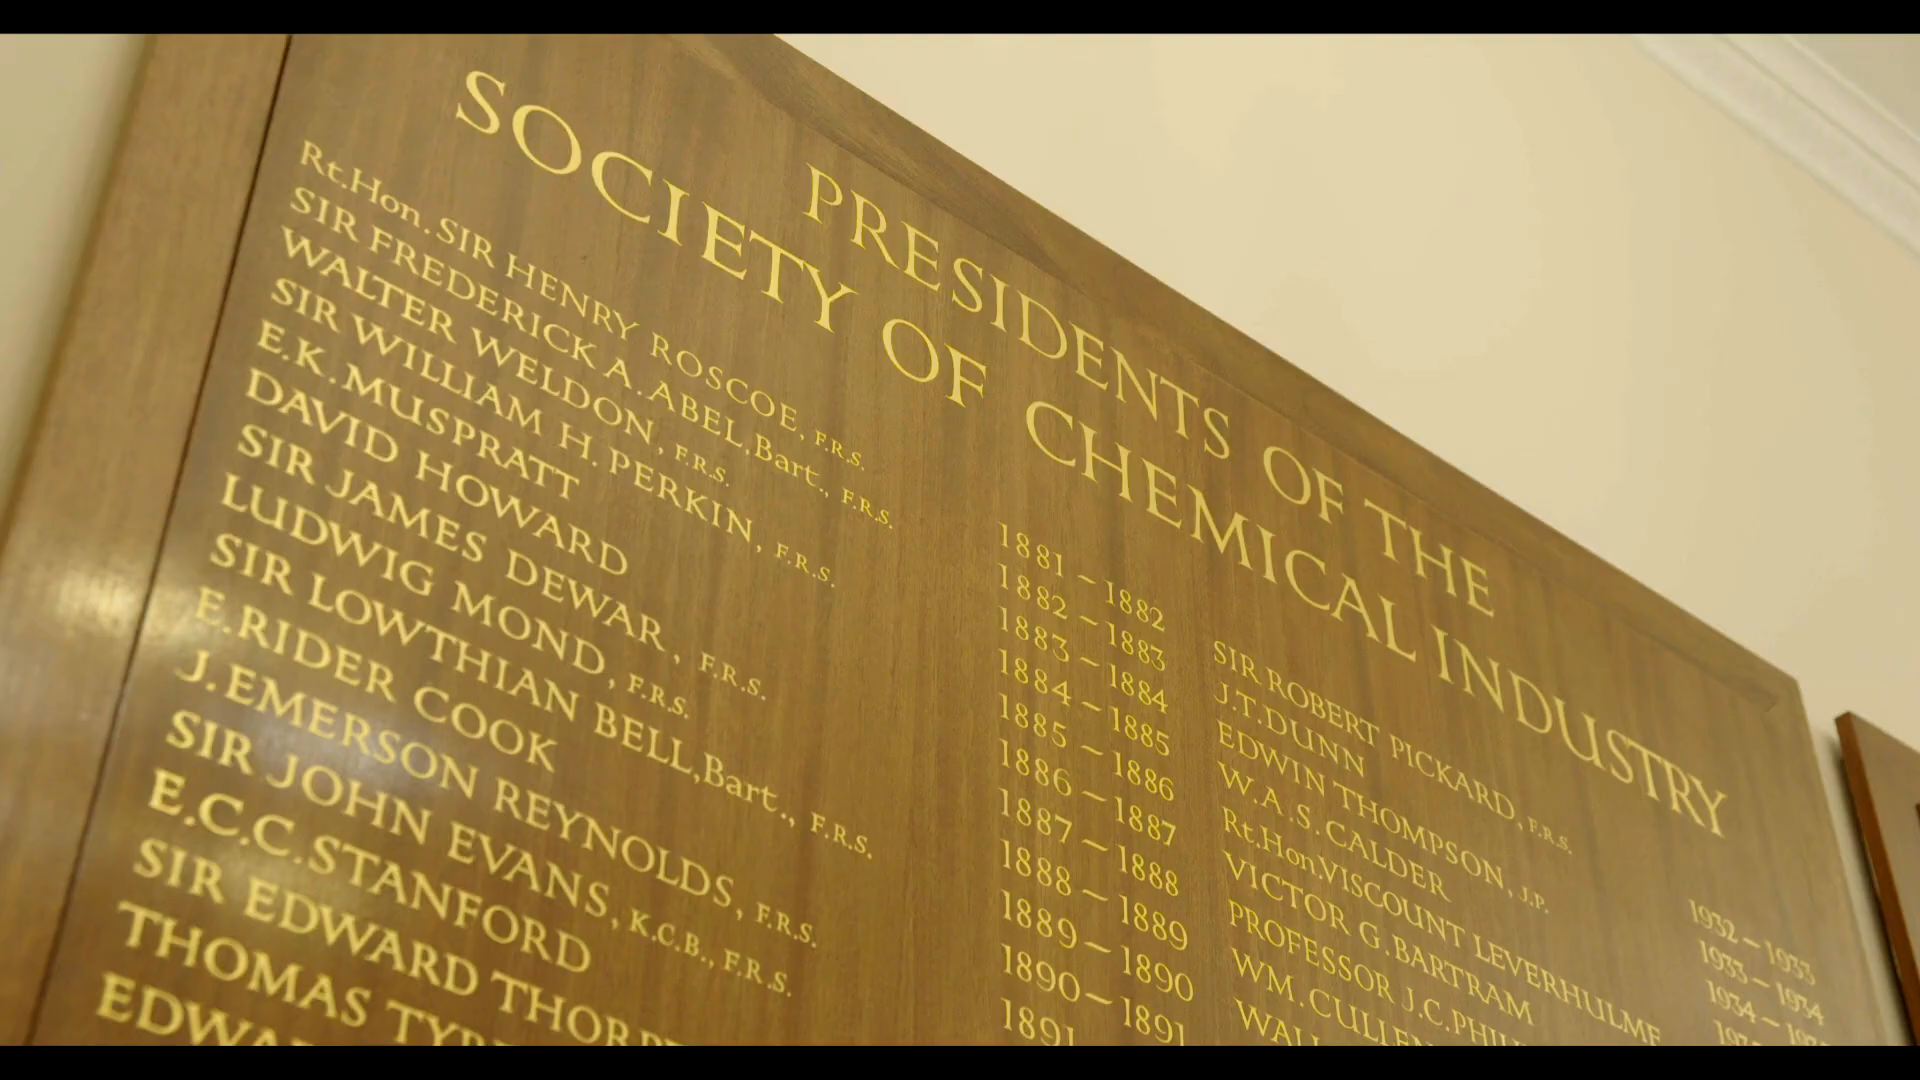 PRESIDENTS OF THE
SOCIETY OF CHEMICAL INDUSTRY
Rt.Hon.SIR HENRY ROSCOE, F.R.S. 1881 – 1882
SIR FREDERICK A. ABEL, Bart., F.R.S. 1882 – 1883
WALTER WELDON, F.R.S. 1883 – 1884
SIR WILLIAM H. PERKIN, F.R.S. 1884 – 1885
E.K.MUSPRATT 1885 – 1886
DAVID HOWARD 1886 – 1887
SIR JAMES DEWAR, F.R.S. 1887 – 1888
LUDWIG MOND, F.R.S. 1888 – 1889
SIR LOWTHIAN BELL, Bart., F.R.S. 1889 – 1890
E.RIDER COOK 1890 – 1891
J.EMERSON REYNOLDS, F.R.S. 1891
SIR JOHN EVANS, K.C.B., F.R.S.
E.C.C.STANFORD
SIR EDWARD
THOMAS
SIR ROBERT PICKARD, F.R.S. 1932 – 1933
J.T.DUNN 1933 – 1934
EDWIN THOMPSON, J.P. 1934
W.A.S.CALDER
Rt.Hon.VISCOUNT LEVERHULME
VICTOR G.BARTRAM
PROFESSOR J.C.
WM.CULLEN